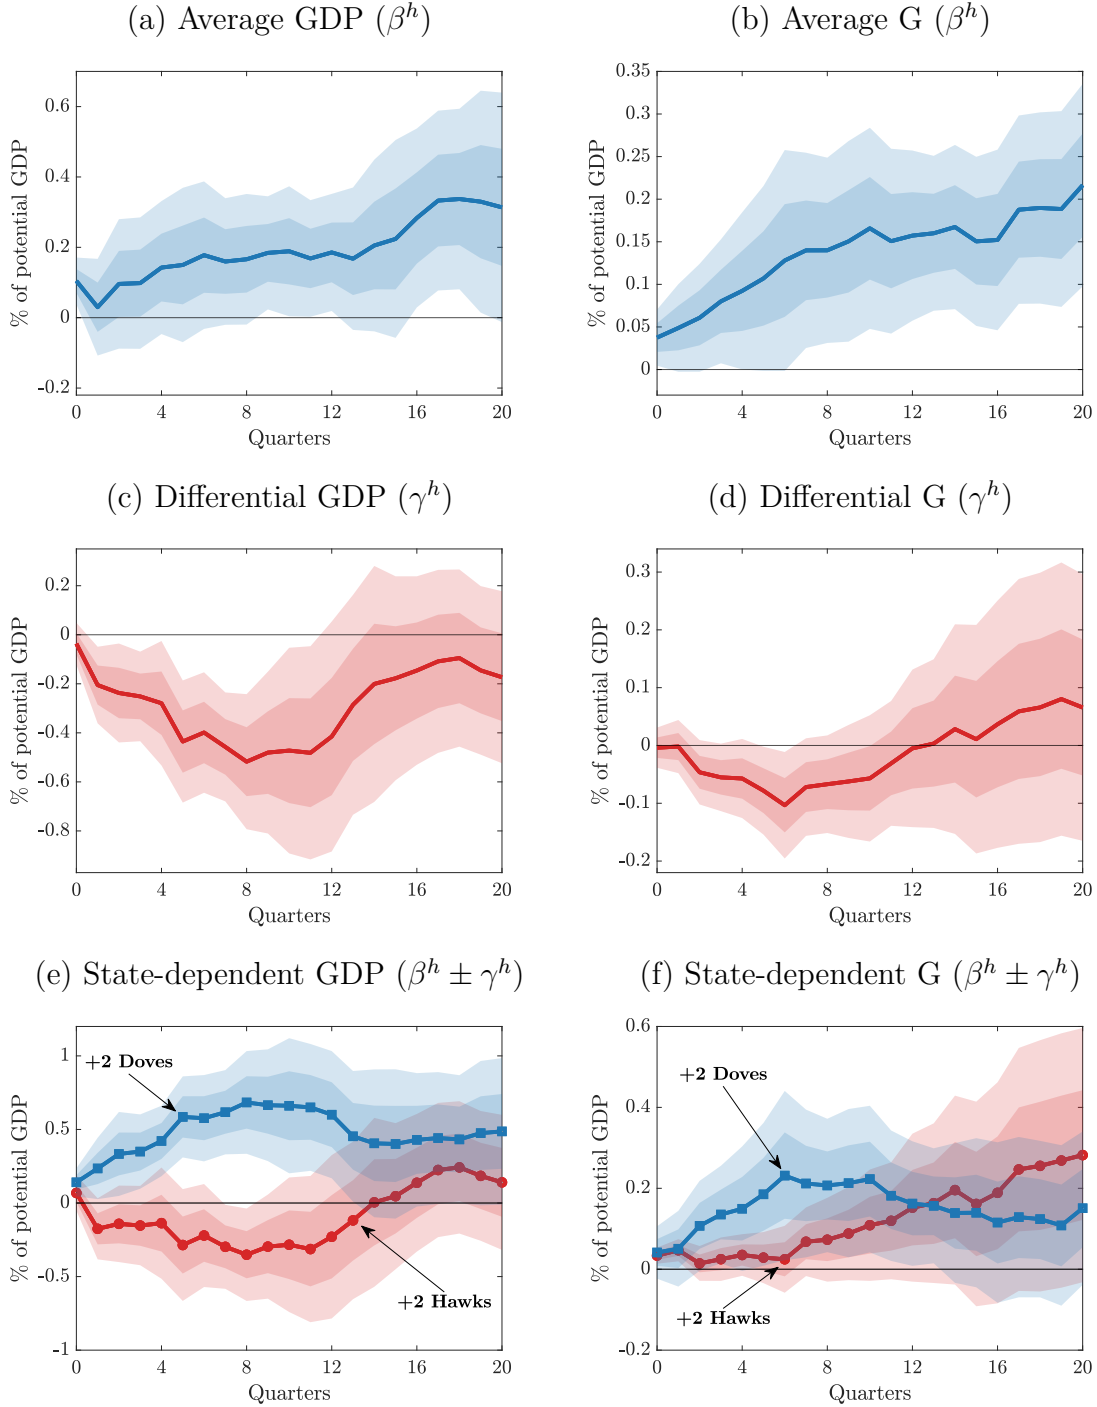 (a) Average GDP (β^h)
% of potential GDP
0.6
0.4
0.2
0
-0.2
0 4 8 12 16 20
Quarters
(b) Average G (β^h)
% of potential GDP
0.35
0.3
0.25
0.2
0.15
0.1
0.05
0
0 4 8 12 16 20
Quarters
(c) Differential GDP (γ^h)
% of potential GDP
0.2
0
-0.2
-0.4
-0.6
-0.8
0 4 8 12 16 20
Quarters
(d) Differential G (γ^h)
% of potential GDP
0.3
0.2
0.1
0
-0.1
-0.2
0 4 8 12 16 20
Quarters
(e) State-dependent GDP (β^h ± γ^h)
% of potential GDP
1
0.5
0
-0.5
-1
+2 Doves
+2 Hawks
0 4 8 12 16 20
Quarters
(f) State-dependent G (β^h ± γ^h)
% of potential GDP
0.6
0.4
0.2
0
-0.2
+2 Doves
+2 Hawks
0 4 8 12 16 20
Quarters